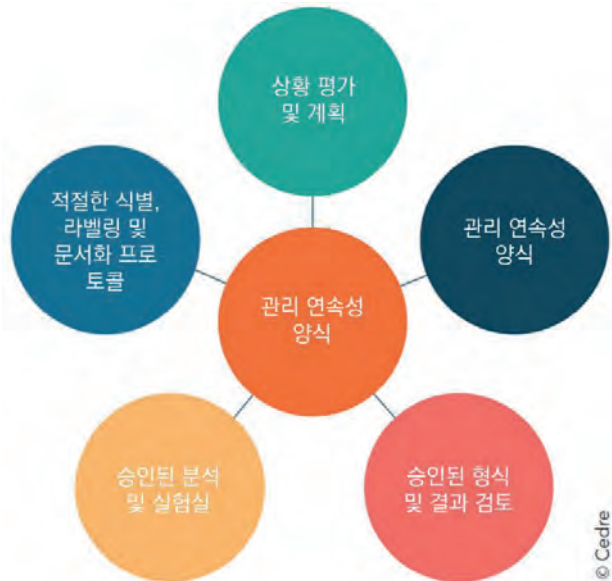 상황 평가
및 계획
적절한 식별,
라벨링 및
문서화 프로
토콜
관리 연속성
양식
관리 연속성
양식
승인된 분석
및 실험실
승인된 형식
및 결과 검토
© Cedre